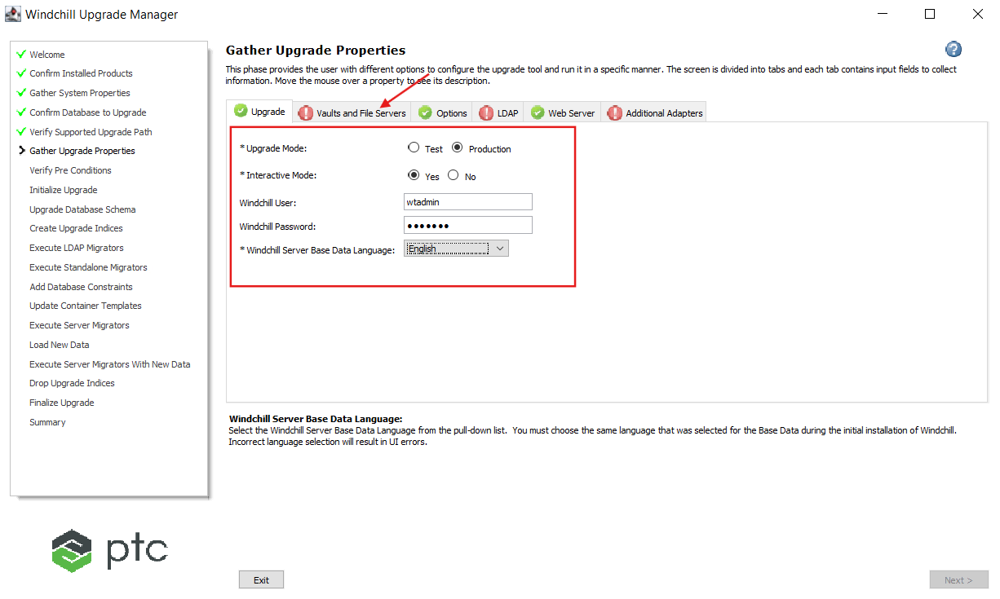 Windchill Upgrade Manager
Welcome
Confirm Installed Products
Gather System Properties
Confirm Database to Upgrade
Verify Supported Upgrade Path
Gather Upgrade Properties
Verify Pre Conditions
Initialize Upgrade
Upgrade Database Schema
Create Upgrade Indices
Execute LDAP Migrators
Execute Standalone Migrators
Add Database Constraints
Update Container Templates
Execute Server Migrators
Load New Data
Execute Server Migrators With New Data
Drop Upgrade Indices
Finalize Upgrade
Summary
ptc
Gather Upgrade Properties
This phase provides the user with different options to configure the upgrade tool and run it in a specific manner. The screen is divided into tabs and each tab contains input fields to collect
information. Move the mouse over a property to see its description.
Upgrade Vaults and File Servers Options LDAP Web Server Additional Adapters
* Upgrade Mode: Test Production
* Interactive Mode: Yes No
Windchill User: wtadmin
Windchill Password: •••••••
* Windchill Server Base Data Language: English
Windchill Server Base Data Language:
Select the Windchill Server Base Data Language from the pull-down list. You must choose the same language that was selected for the Base Data during the initial installation of Windchill.
Incorrect language selection will result in UI errors.
Exit Next >